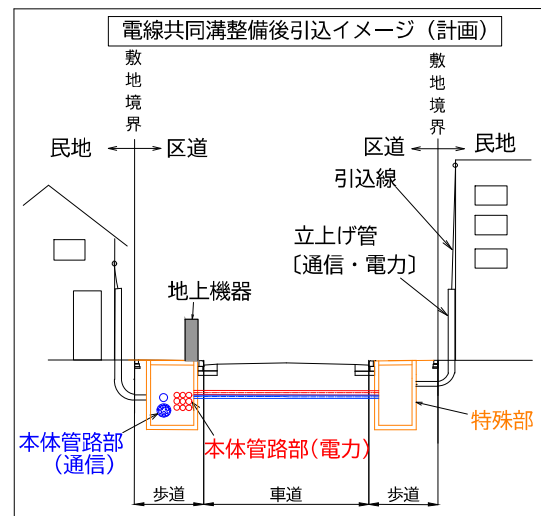 電線共同溝整備後引込イメージ（計画）
敷地境界
敷地境界
民地
区道
区道
民地
引込線
立上げ管
〔通信・電力〕
地上機器
特殊部
本体管路部
（通信）
本体管路部（電力）
歩道
車道
歩道